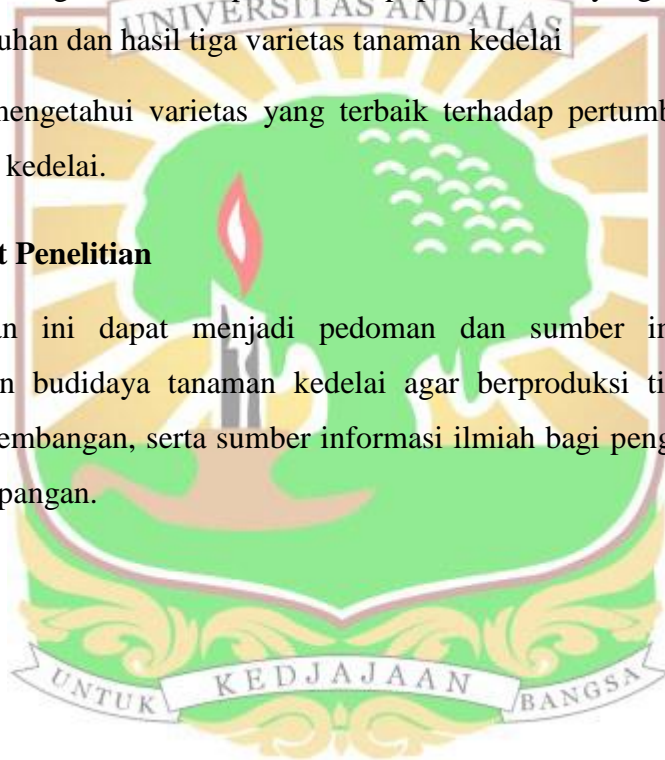 yang
UNIVERSITAS ANDALAS
uhan dan hasil tiga varietas tanaman kedelai
mengetahui varietas yang terbaik terhadap pertumb
kedelai.
t Penelitian
an ini dapat menjadi pedoman dan sumber in
n budidaya tanaman kedelai agar berproduksi ti
embangan, serta sumber informasi ilmiah bagi peng
pangan.
UNTUK KEDJAJAAN BANGSA